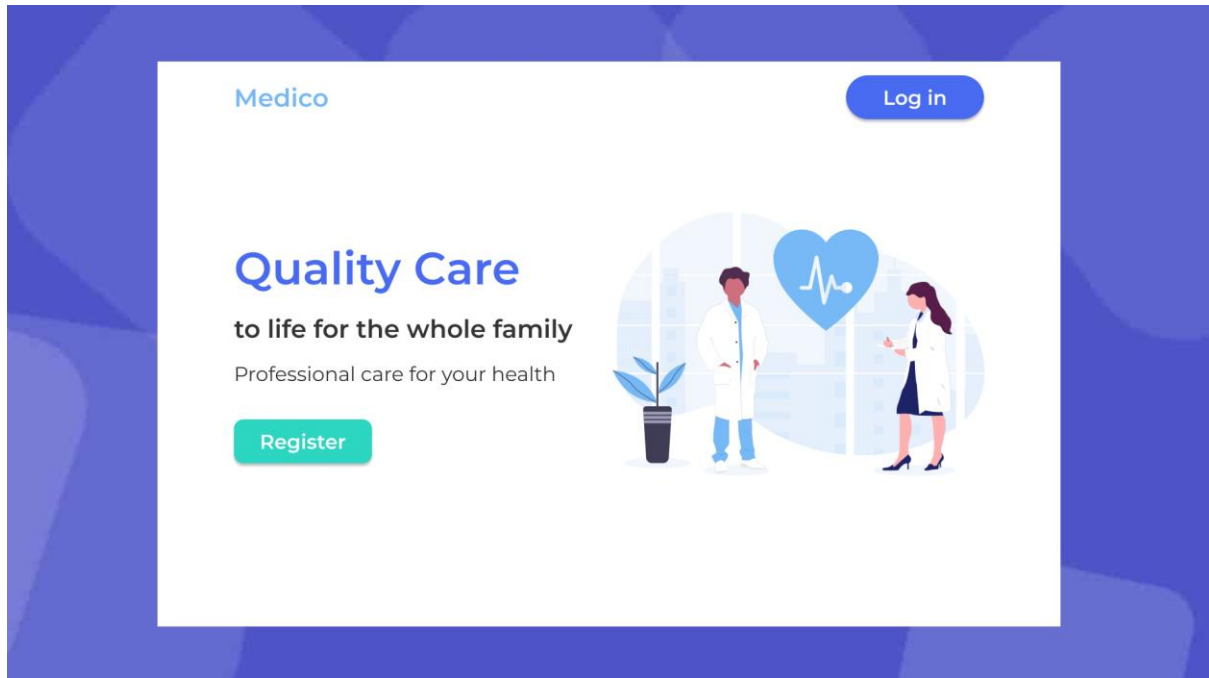 Medico
Log in
Quality Care
to life for the whole family
Professional care for your health
Register